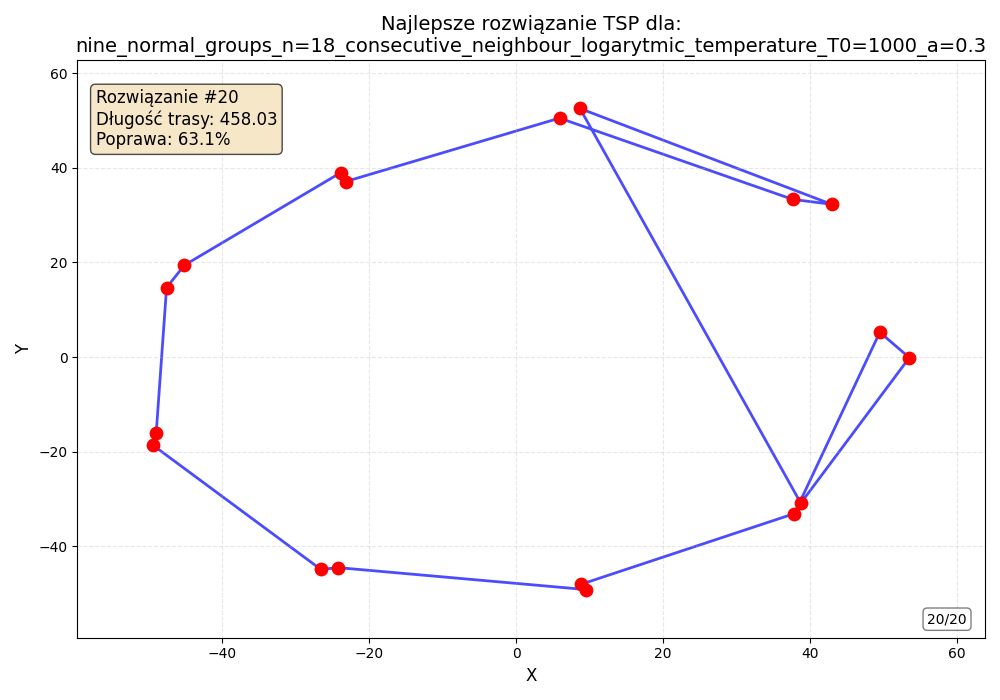 Najlepsze rozwiązanie TSP dla:
nine_normal_groups_n=18_consecutive_neighbour_logarytmic_temperature_T0=1000_a=0.3
Rozwiązanie #20
Długość trasy: 458.03
Poprawa: 63.1%
60
40
20
0
−20
−40
Y
20/20
−40 −20 0 20 40 60
X